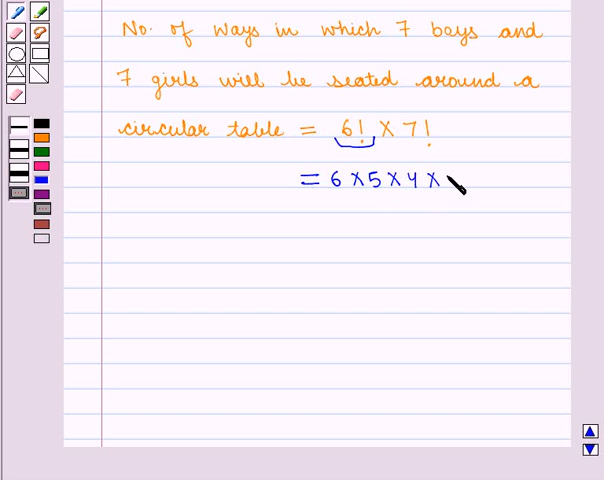 No. of ways in which 7 boys and
7 girls will be seated around a
circular table = 6! × 7!
= 6 × 5 × 4 ×